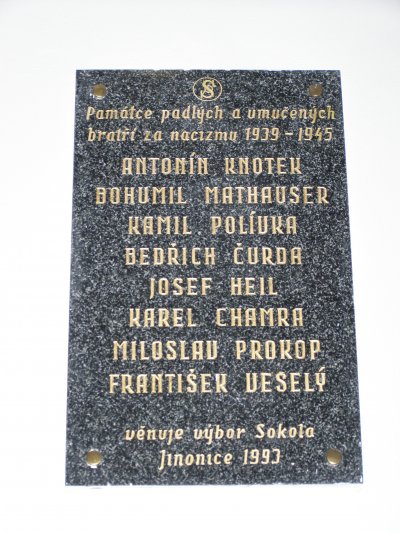 S
Památce padlých a umučených
bratří za nacizmu 1939 - 1945
ANTONÍN KNOTEK
BOHUMIL MATHAUSER
KAMIL POLÍVKA
BEDŘICH ČURDA
JOSEF HEIL
KAREL CHAMRA
MILOSLAV PROKOP
FRANTIŠEK VESELÝ
věnuje výbor Sokola
Jinonice 1993